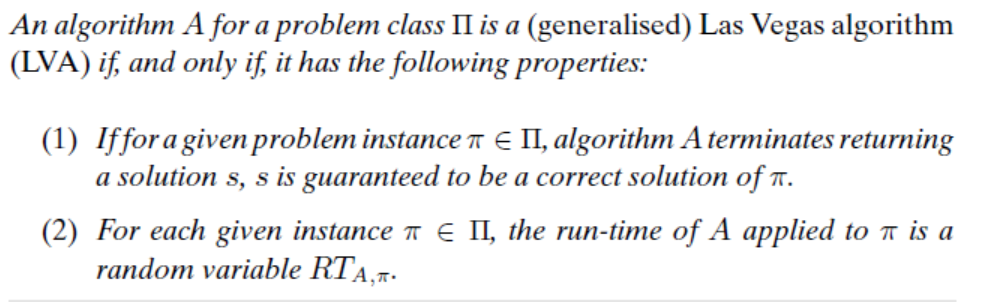 An algorithm A for a problem class Π is a (generalised) Las Vegas algorithm
(LVA) if, and only if, it has the following properties:
(1) If for a given problem instance π ∈ Π, algorithm A terminates returning
a solution s, s is guaranteed to be a correct solution of π.
(2) For each given instance π ∈ Π, the run-time of A applied to π is a
random variable RT_{A,π}.